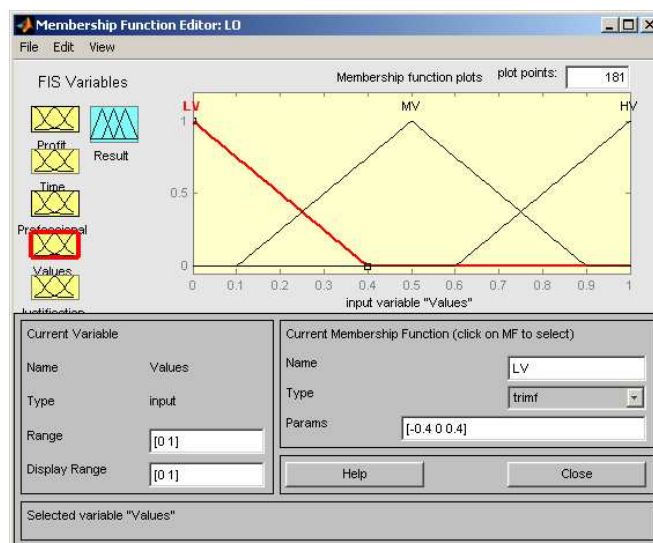 Membership Function Editor: LO
File Edit View
FIS Variables
Profit
Time
Professional
Values
Justification
Result
Membership function plots plot points: 181
LV MV HV
1
0.5
0
0 0.1 0.2 0.3 0.4 0.5 0.6 0.7 0.8 0.9 1
input variable "Values"
Current Variable
Name Values
Type input
Range [0 1]
Display Range [0 1]
Current Membership Function (click on MF to select)
Name LV
Type trimf
Params [-0.4 0 0.4]
Help Close
Selected variable "Values"